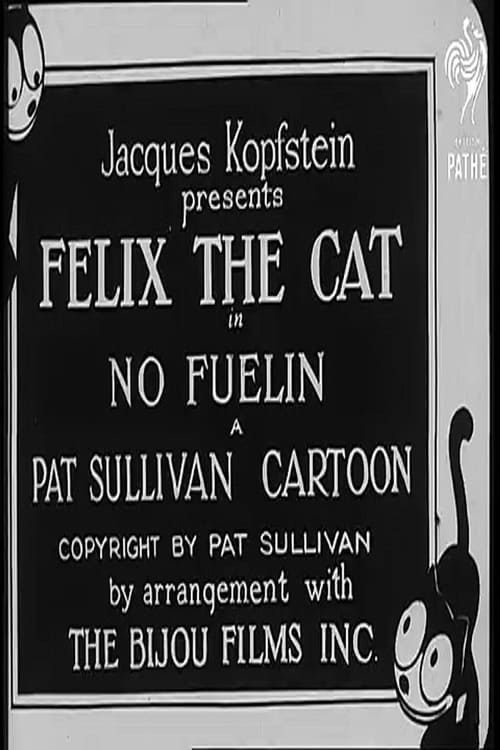 Jacques Kopfstein
presents
FELIX THE CAT
in
NO FUELIN
A
PAT SULLIVAN CARTOON
COPYRIGHT BY PAT SULLIVAN
by arrangement with
THE BIJOU FILMS INC.
BRITISH
PATHÉ